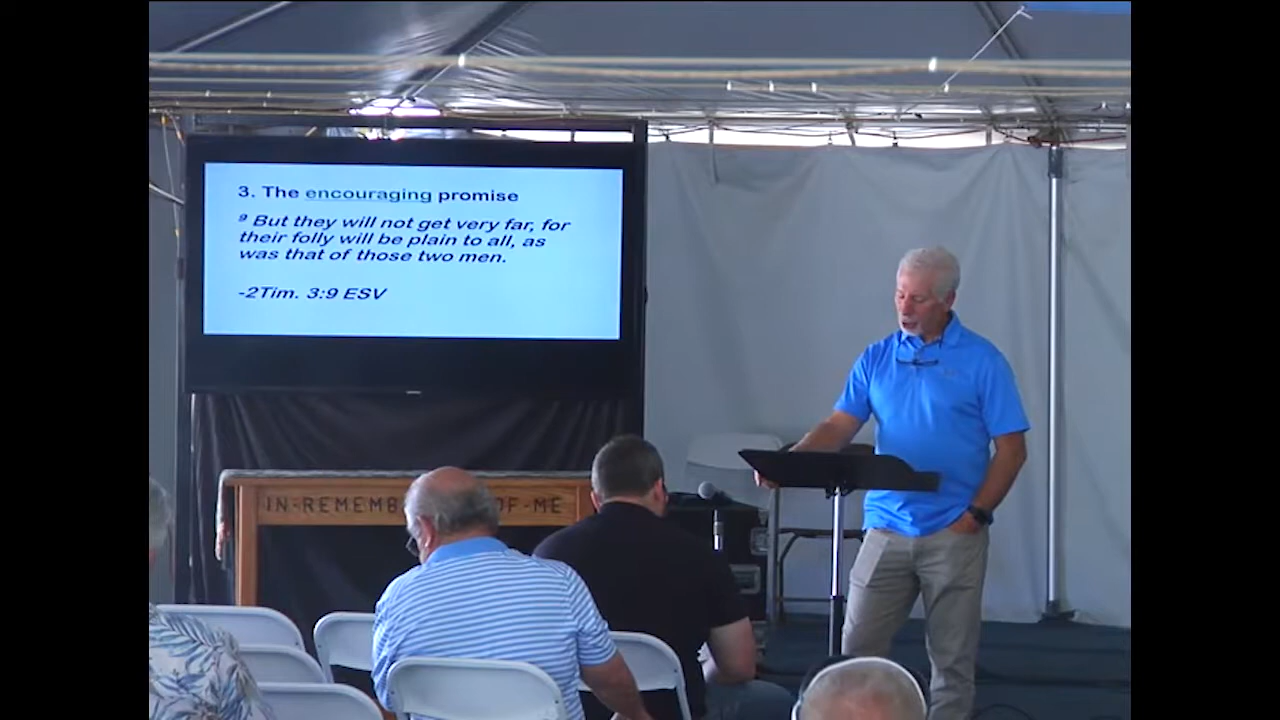 3. The encouraging promise
9 But they will not get very far, for
their folly will be plain to all, as
was that of those two men.
-2Tim. 3:9 ESV
IN-REMEMB OF-ME